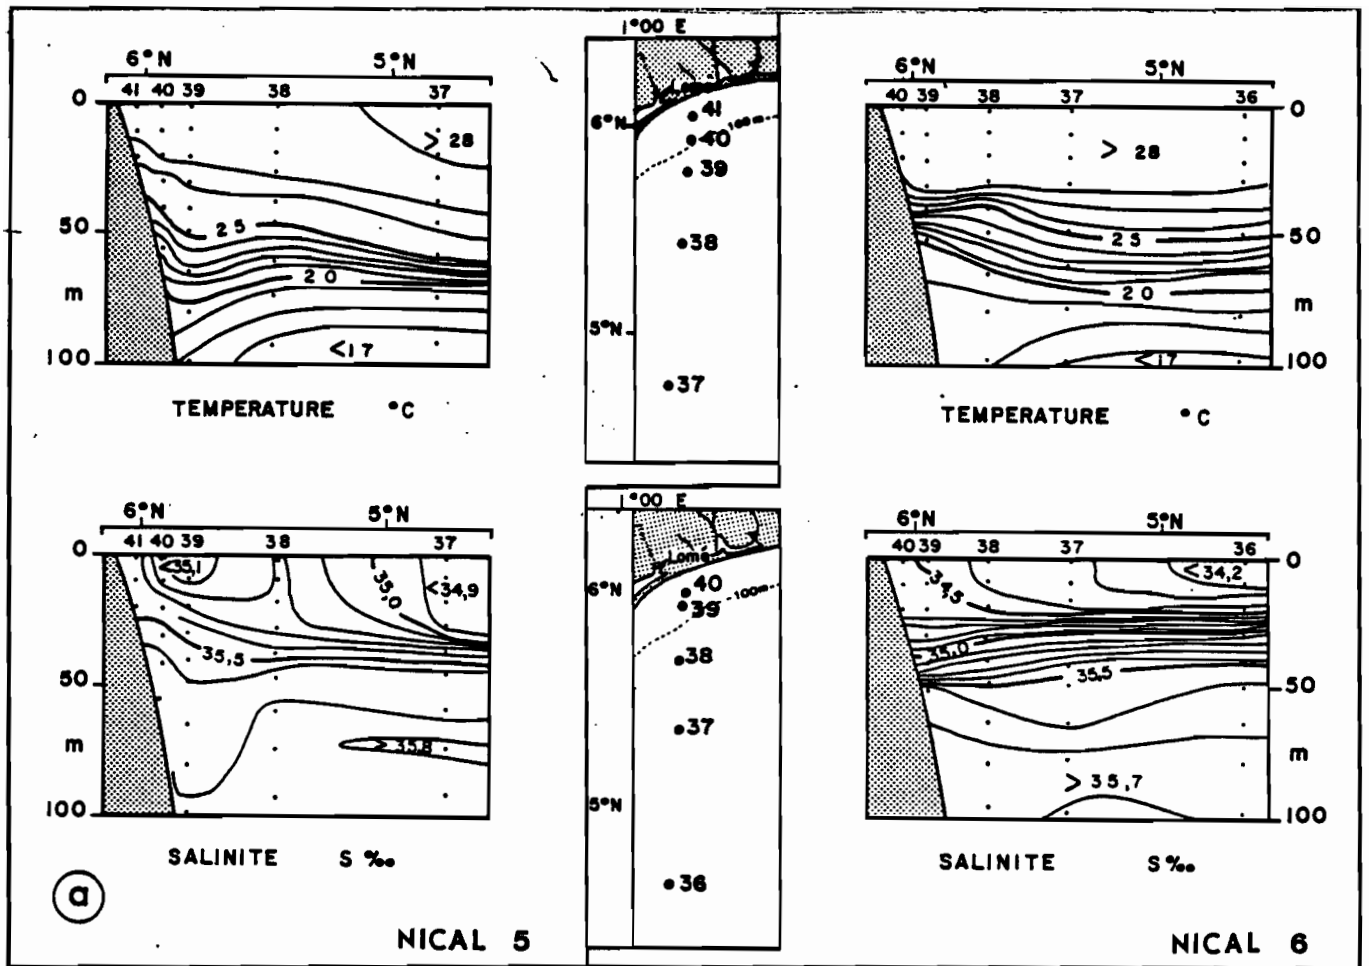 6°N 5°N
41 40 39 38 37
0
50
m
100
> 28
25
20
<17
TEMPERATURE °C
1°00 E
Lomé
6°N
5°N
41
100 m
40
39
38
37
6°N 5°N
40 39 38 37 36
0
50
m
100
> 28
25
20
<17
TEMPERATURE °C
6°N 5°N
41 40 39 38 37
0
50
m
100
<35,1
35,0
<34,9
35,5
> 35,8
SALINITE S ‰
1°00 E
Lomé
6°N
5°N
40
100m
39
38
37
36
6°N 5°N
40 39 38 37 36
0
50
m
100
34,5
<34,2
35,0
35,5
> 35,7
SALINITE S ‰
a
NICAL 5
NICAL 6